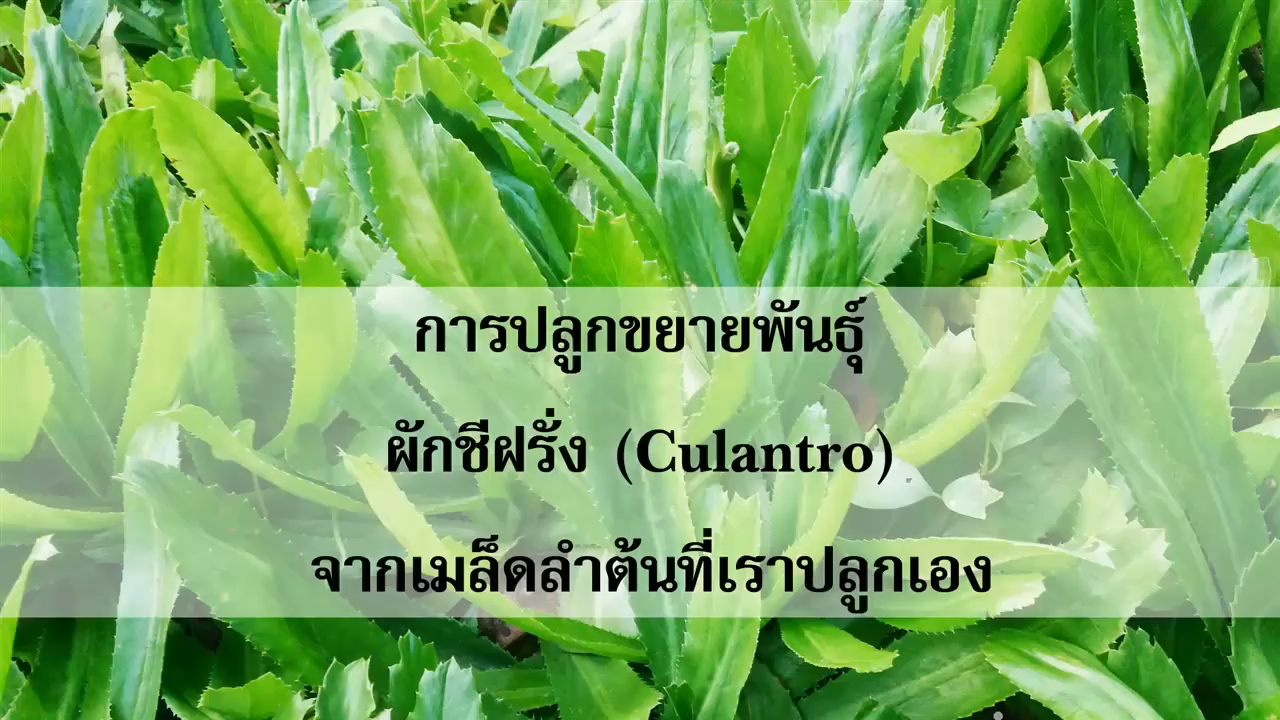 การปลูกขยายพันธุ์
ผักชีฝรั่ง (Culantro)
จากเมล็ดลำต้นที่เราปลูกเอง